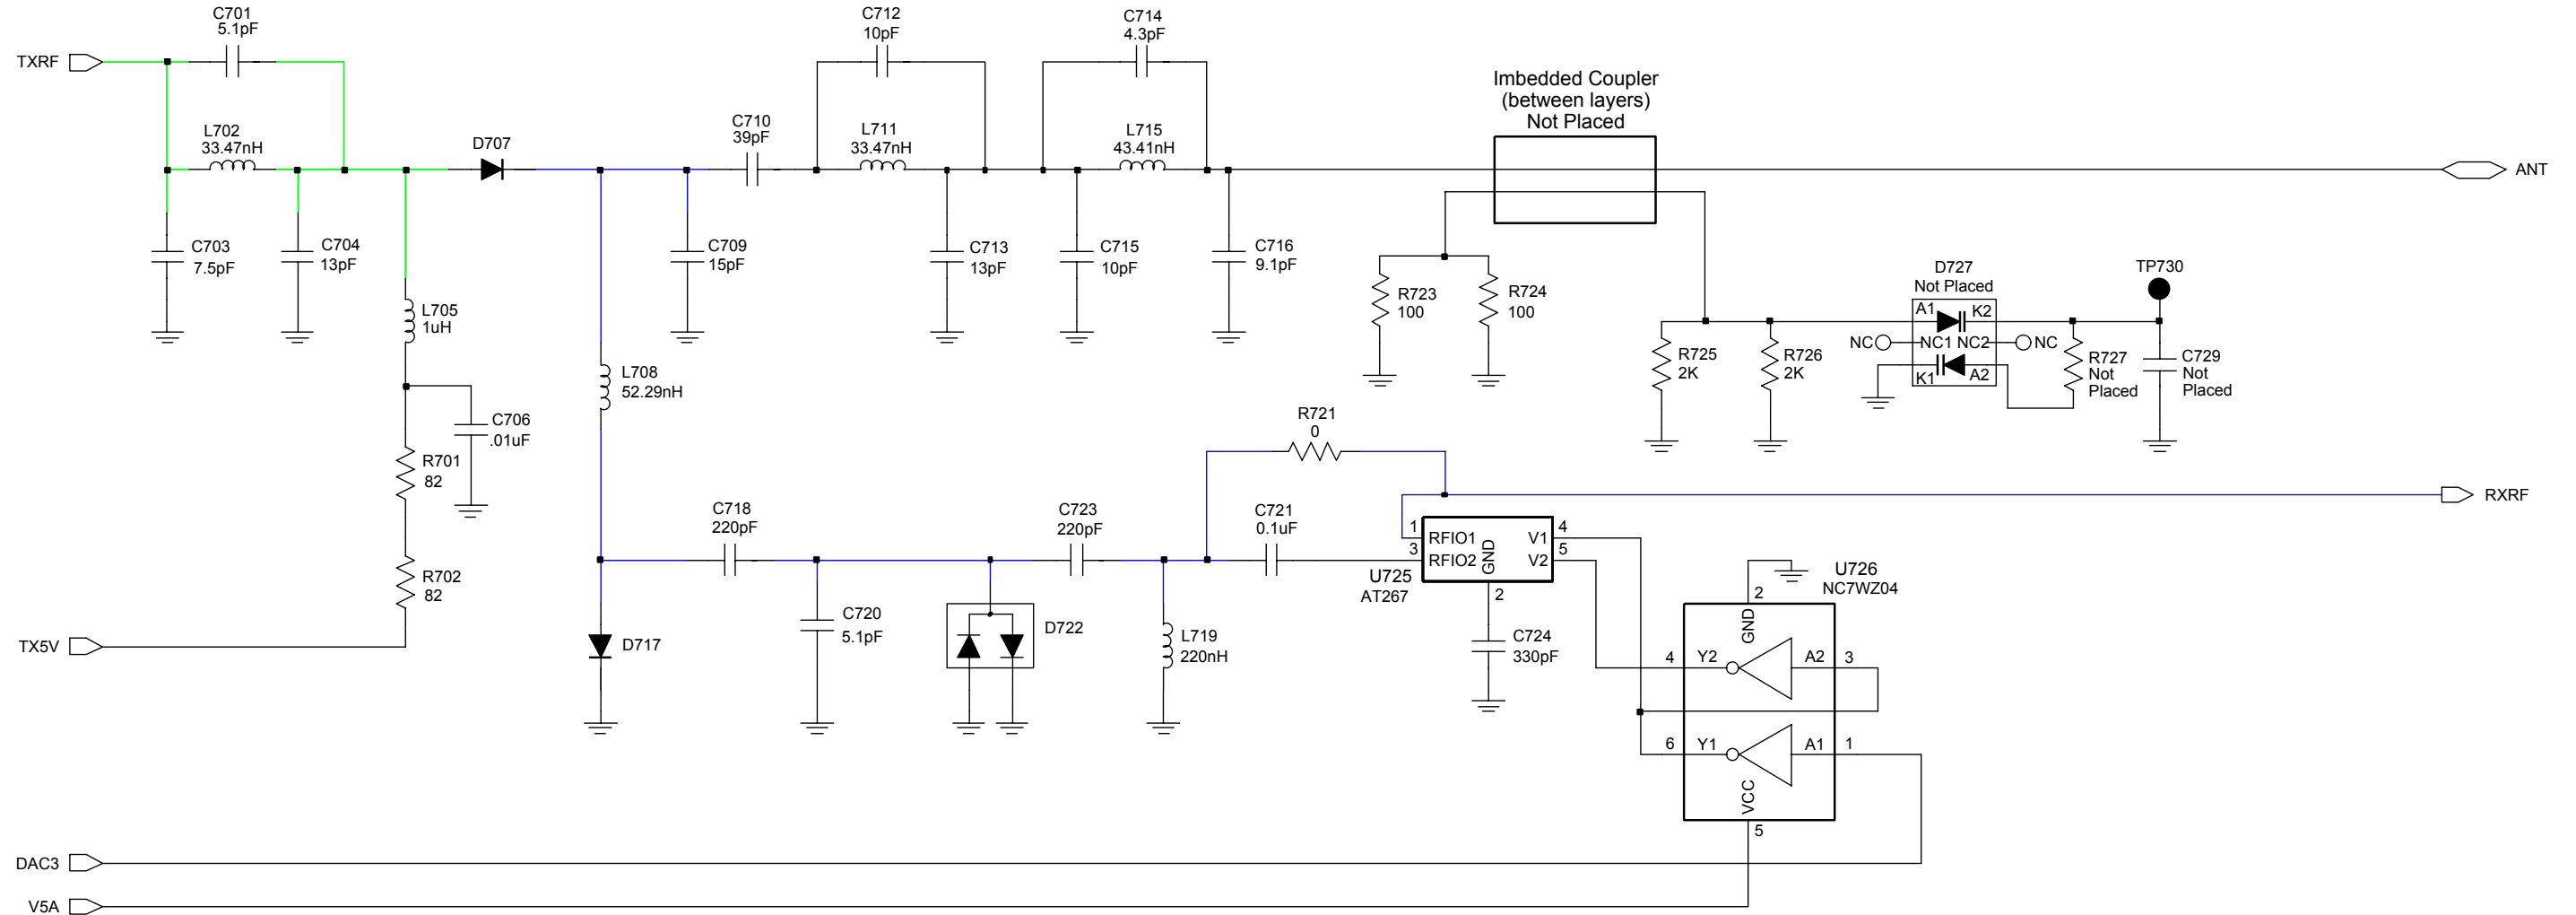 C701
5.1pF
C712
10pF
C714
4.3pF
TXRF
Imbedded Coupler
(between layers)
Not Placed
L702
33.47nH
D707
C710
39pF
L711
33.47nH
L715
43.41nH
ANT
C703
7.5pF
C704
13pF
C709
15pF
C713
13pF
C715
10pF
C716
9.1pF
L705
1uH
R723
100
R724
100
D727
Not Placed
TP730
A1
K2
NC
NC1
NC2
NC
K1
A2
R725
2K
R726
2K
R727
Not
Placed
C729
Not
Placed
L708
52.29nH
C706
.01uF
R701
82
R721
0
RXRF
C718
220pF
C723
220pF
C721
0.1uF
1
RFIO1
3
RFIO2
GND
V1
4
V2
5
U725
AT267
2
U726
NC7WZ04
R702
82
C720
5.1pF
D722
C724
330pF
2
GND
TX5V
D717
L719
220nH
4
Y2
A2
3
6
Y1
A1
1
VCC
5
DAC3
V5A